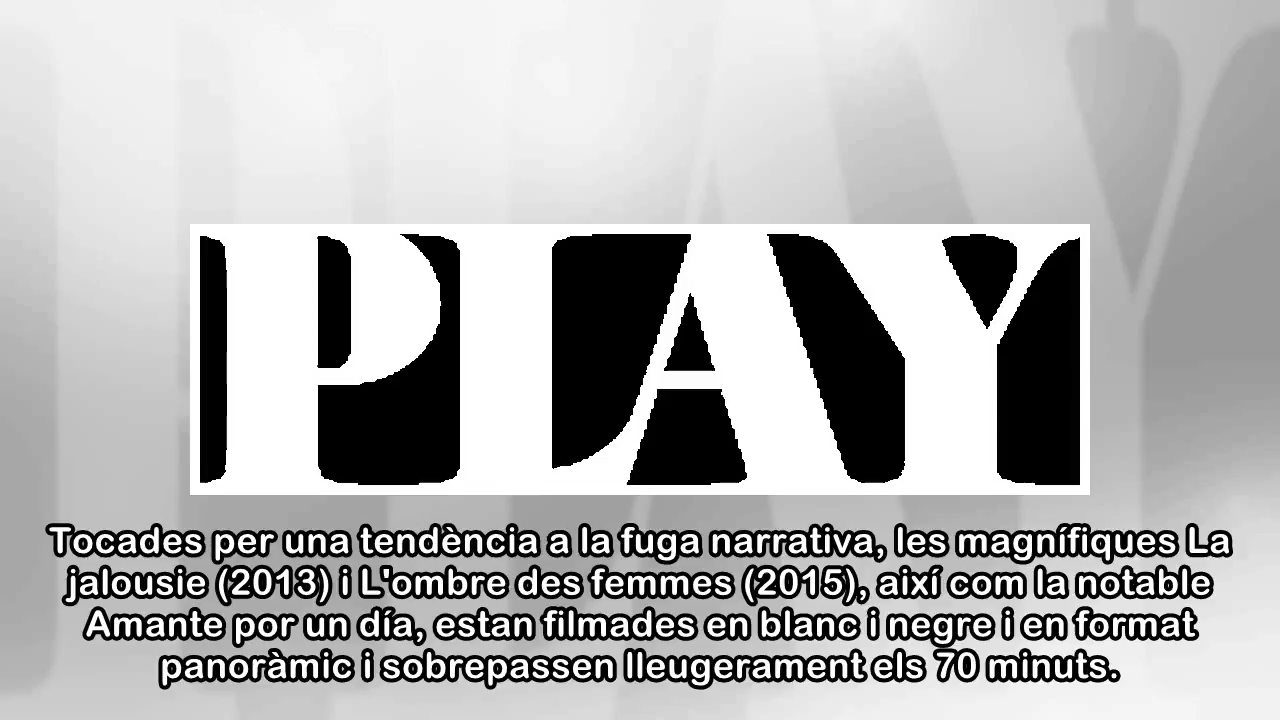 PLAY
Tocades per una tendència a la fuga narrativa, les magnífiques La
jalousie (2013) i L'ombre des femmes (2015), així com la notable
Amante por un día, estan filmades en blanc i negre i en format
panoràmic i sobrepassen lleugerament els 70 minuts.